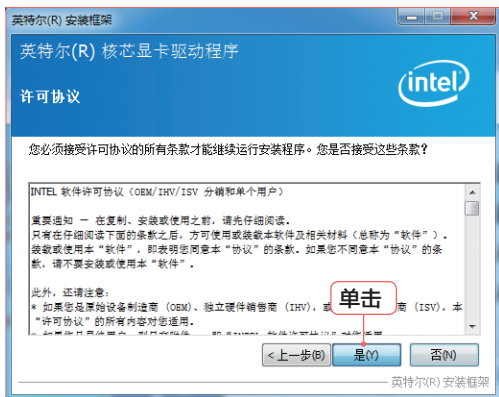 英特尔(R) 安装框架
英特尔(R) 核芯显卡驱动程序
intel
许可协议
您必须接受许可协议的所有条款才能继续运行安装程序。您是否接受这些条款?
INTEL 软件许可协议（OEM/IHV/ISV 分销和单个用户）
重要通知 — 在复制、安装或使用之前，请先仔细阅读。
只有在仔细阅读下面的条款之后，方可使用或装载本软件及相关材料（总称为“软件”）。
装载或使用本“软件”，即表明您同意本“协议”的条款。如果您不同意本“协议”的条
款，请不要安装或使用本“软件”。
此外，还请注意：
* 如果您是原始设备制造商（OEM）、独立硬件销售商（IHV），或 商（ISV），本
“许可协议”的所有内容对您适用。
单击
<上一步(B)
是(Y)
否(N)
英特尔(R) 安装框架